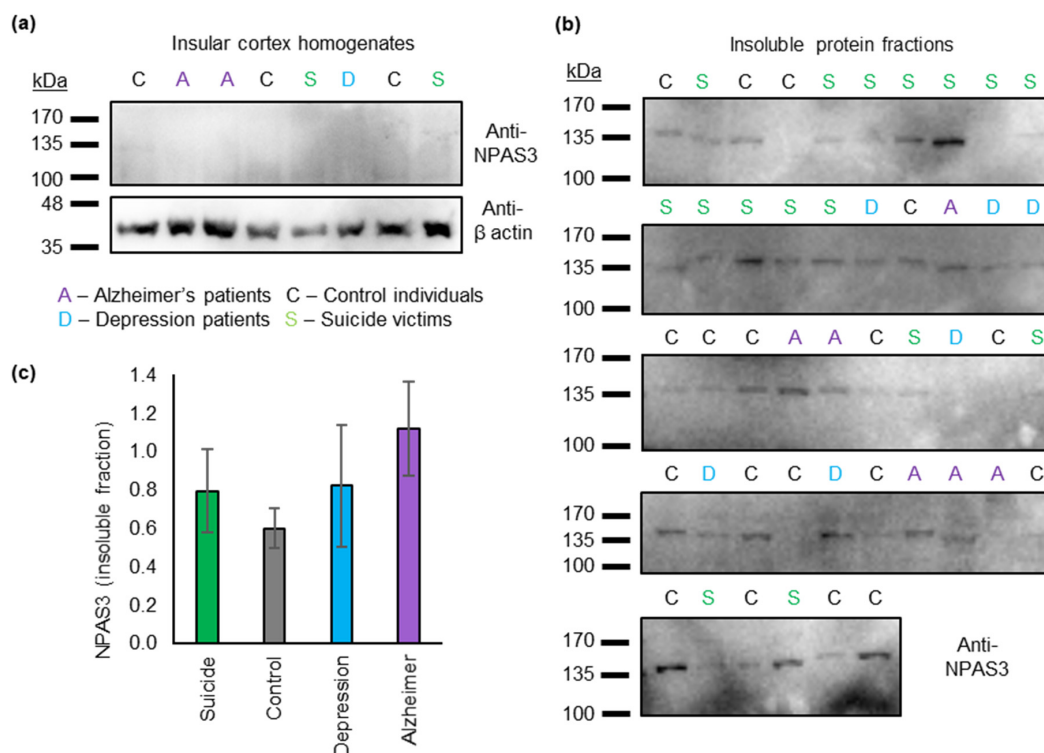 (a)
Insular cortex homogenates
kDa C A A C S D C S
170
135
100
Anti-
NPAS3
48
35
Anti-
β actin
A – Alzheimer's patients C – Control individuals
D – Depression patients S – Suicide victims
(b)
Insoluble protein fractions
kDa C S C C S S S S S S
170
135
100
S S S S S D C A D D
170
135
100
C C C A A C S D C S
170
135
100
C D C C D C A A A C
170
135
100
C S C S C C
170
135
100
Anti-
NPAS3
(c)
NPAS3 (insoluble fraction)
1.4
1.2
1.0
0.8
0.6
0.4
0.2
0.0
Suicide
Control
Depression
Alzheimer